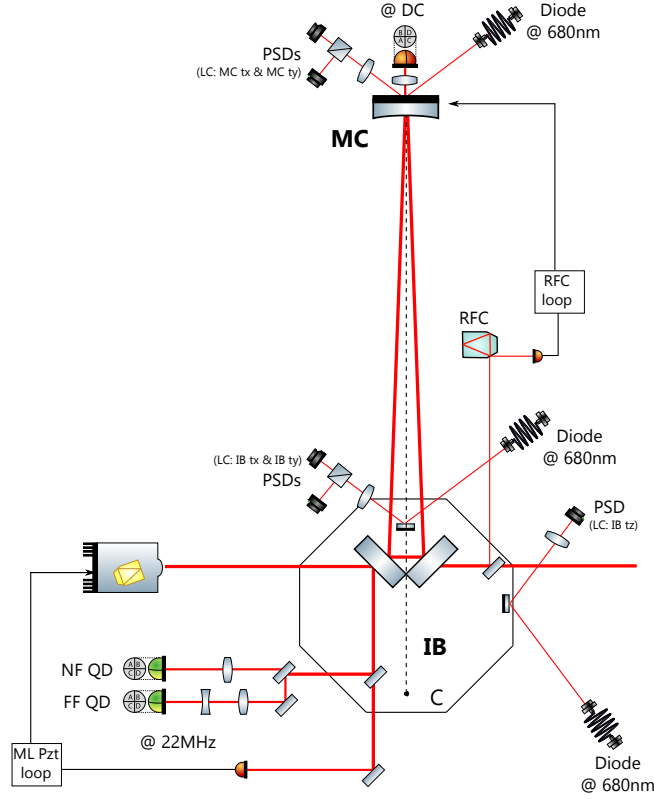 @ DC
Diode
@ 680nm
PSDs
(LC: MC tx & MC ty)
B D
A C
MC
RFC
loop
RFC
(LC: IB tx & IB ty)
PSDs
Diode
@ 680nm
PSD
(LC: IB tz)
IB
C
NF QD
A B
C D
FF QD
A B
C D
@ 22MHz
ML Pzt
loop
Diode
@ 680nm